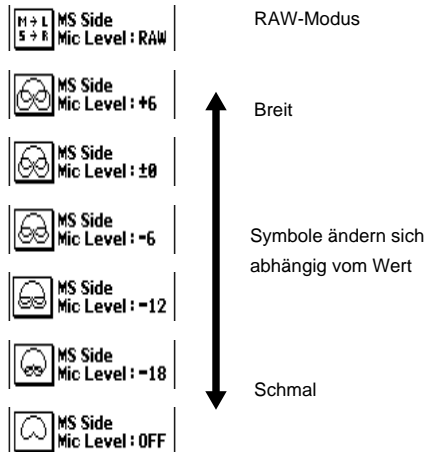 M→L
S→R
MS Side
Mic Level:RAW
RAW-Modus
MS Side
Mic Level:+6
Breit
MS Side
Mic Level:±0
MS Side
Mic Level:-6
Symbole ändern sich
abhängig vom Wert
MS Side
Mic Level:-12
MS Side
Mic Level:-18
Schmal
MS Side
Mic Level:OFF